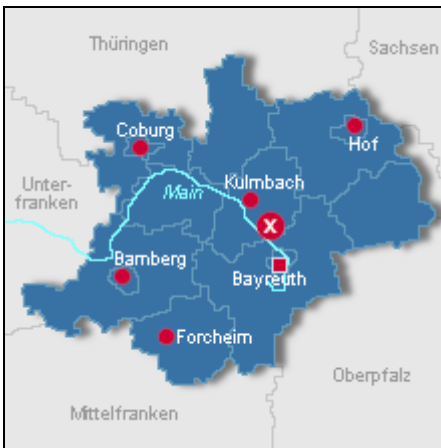 Thüringen
Sachsen
Coburg
Hof
Unter-
franken
Main
Kulmbach
X
Bamberg
Bayreuth
Forcheim
Oberpfalz
Mittelfranken